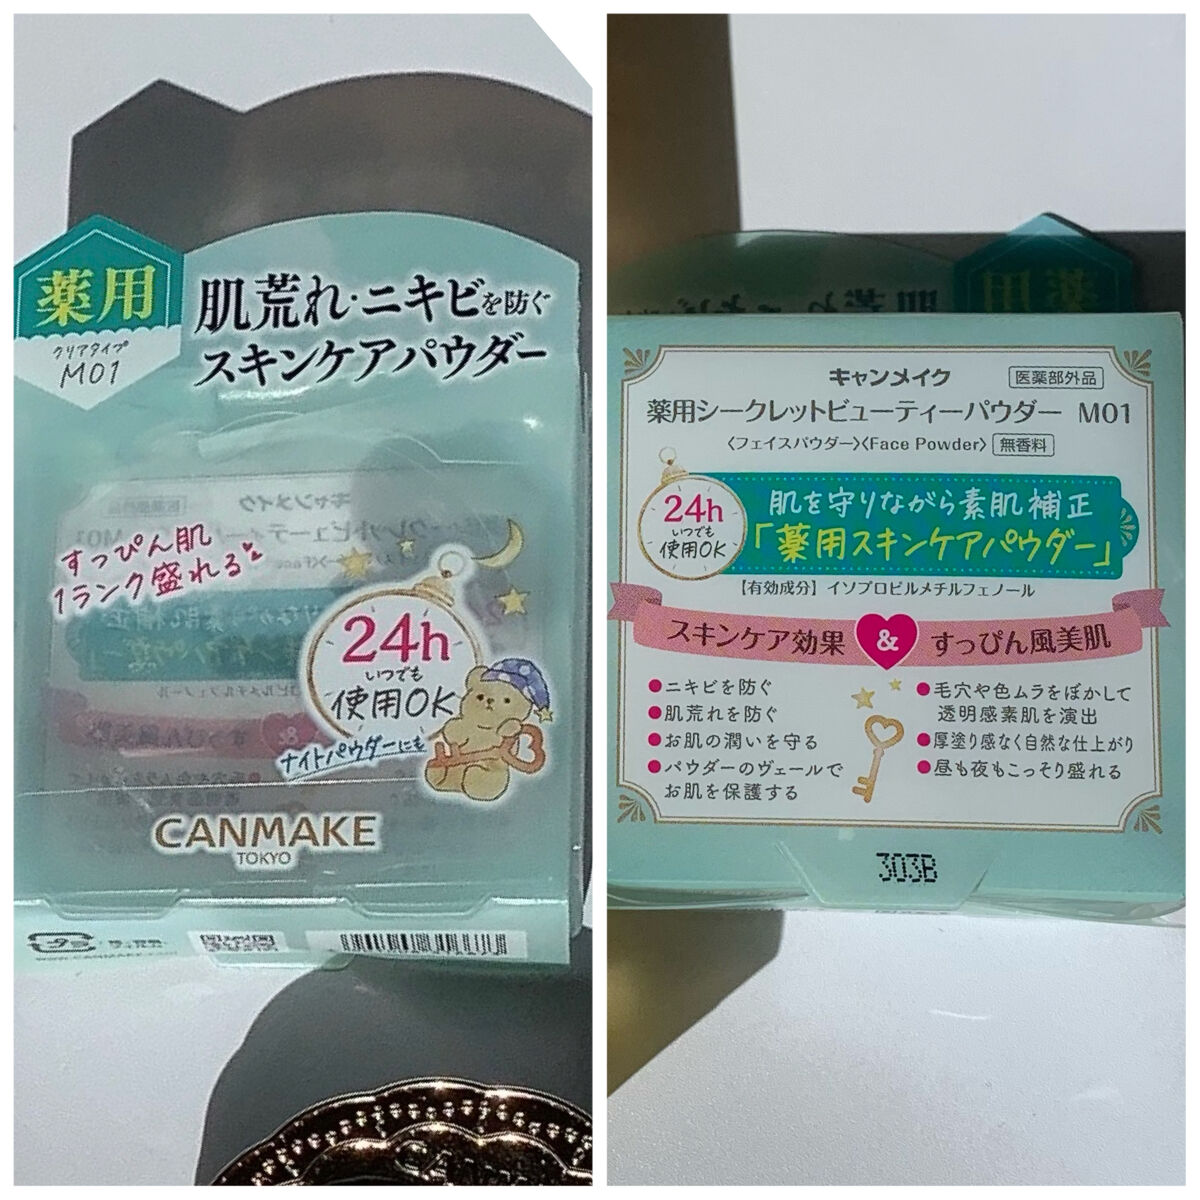 薬用
クリアタイプ
M01
肌荒れ・ニキビを防ぐ
スキンケアパウダー
すっぴん肌
1ランク盛れる
24h
いつでも
使用OK
ナイトパウダーにも
CANMAKE
TOKYO
キャンメイク
医薬部外品
薬用シークレットビューティーパウダー M01
〈フェイスパウダー〉〈Face Powder〉
無香料
24h
いつでも
使用OK
肌を守りながら素肌補正
「薬用スキンケアパウダー」
【有効成分】イソプロピルメチルフェノール
スキンケア効果 & すっぴん風美肌
●ニキビを防ぐ
●肌荒れを防ぐ
●お肌の潤いを守る
●パウダーのヴェールで
お肌を保護する
●毛穴や色ムラをぼかして
透明感素肌を演出
●厚塗り感なく自然な仕上がり
●昼も夜もこっそり盛れる
303B